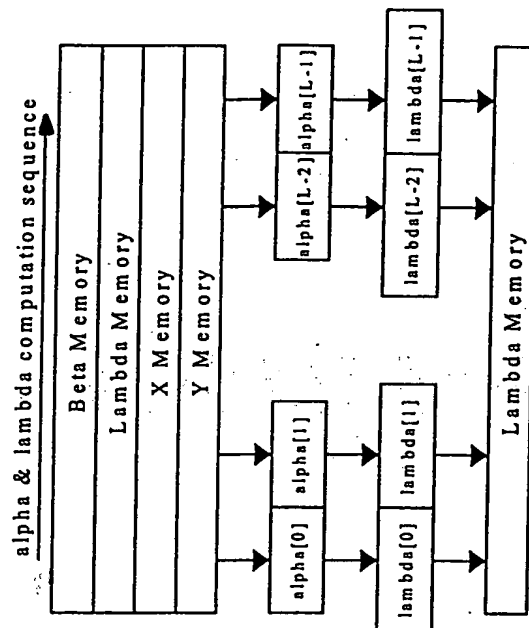 alpha & lambda computation sequence
Beta Memory
Lambda Memory
X Memory
Y Memory
alpha[0]
alpha[1]
alpha[L-2]
alpha[L-1]
lambda[0]
lambda[1]
lambda[L-2]
lambda[L-1]
Lambda Memory